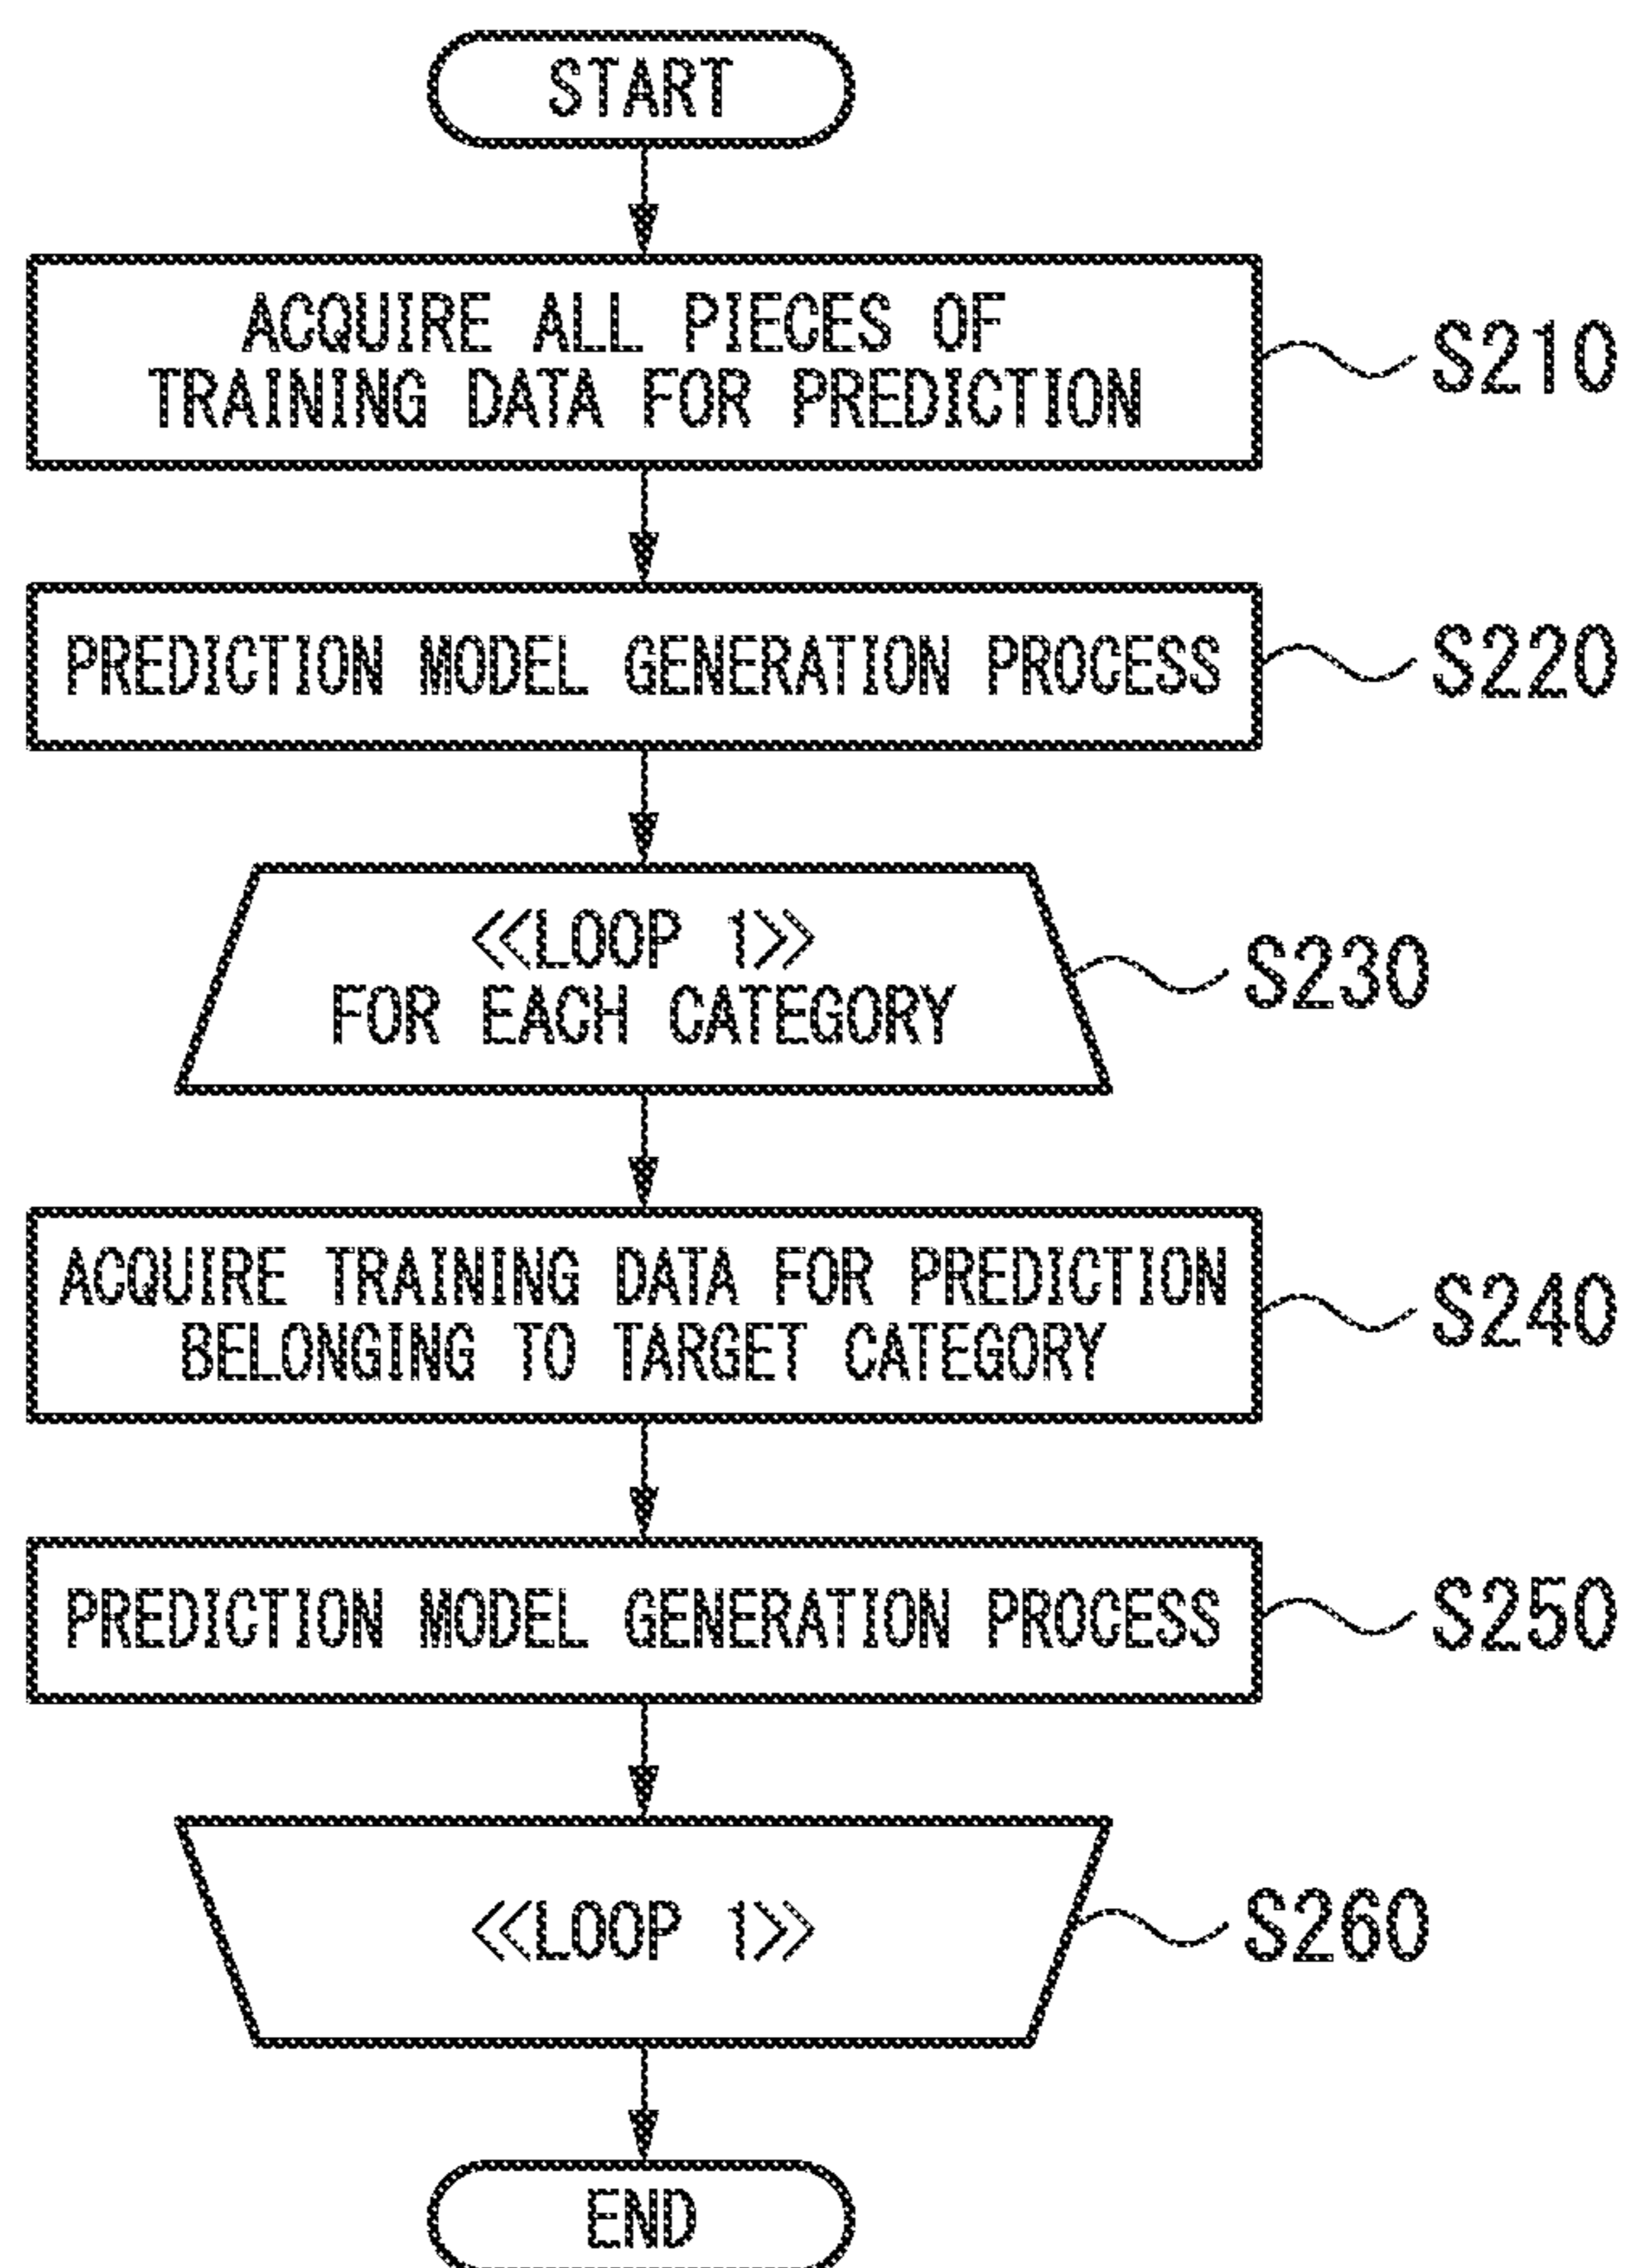 START
ACQUIRE ALL PIECES OF
TRAINING DATA FOR PREDICTION
S210
PREDICTION MODEL GENERATION PROCESS
S220
≪LOOP 1≫
FOR EACH CATEGORY
S230
ACQUIRE TRAINING DATA FOR PREDICTION
BELONGING TO TARGET CATEGORY
S240
PREDICTION MODEL GENERATION PROCESS
S250
≪LOOP 1≫
S260
END